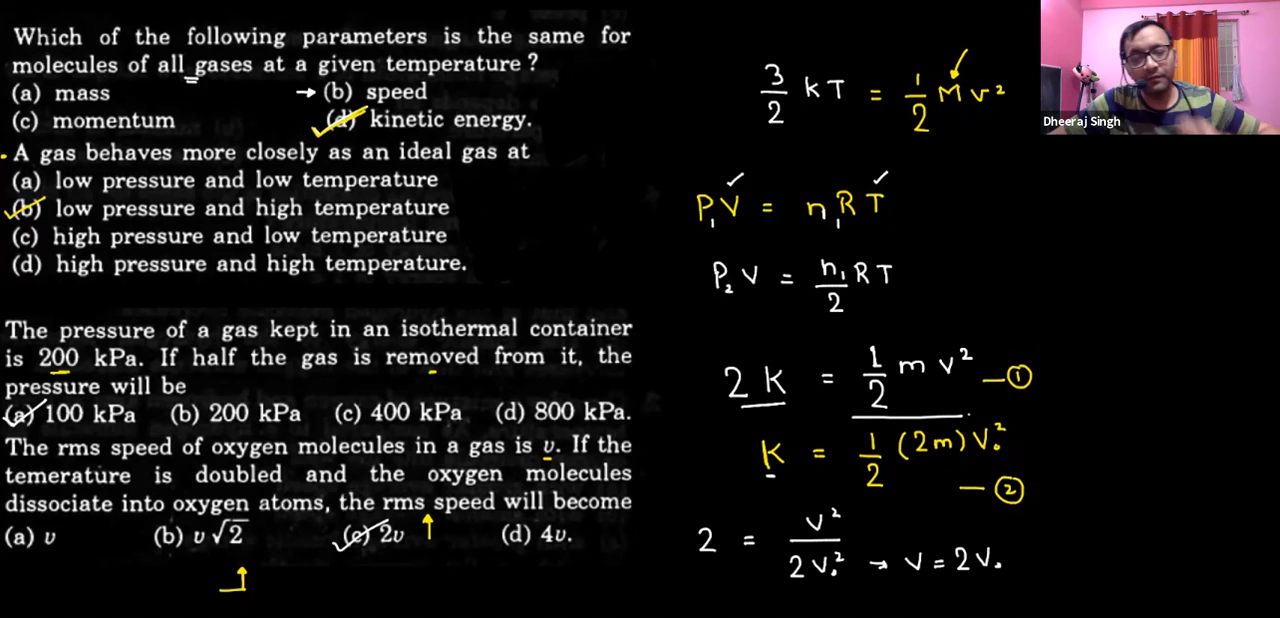 Which of the following parameters is the same for
molecules of all gases at a given temperature ?
(a) mass → (b) speed
(c) momentum (d) kinetic energy.
A gas behaves more closely as an ideal gas at
(a) low pressure and low temperature
(b) low pressure and high temperature
(c) high pressure and low temperature
(d) high pressure and high temperature.
The pressure of a gas kept in an isothermal container
is 200 kPa. If half the gas is removed from it, the
pressure will be
(a) 100 kPa (b) 200 kPa (c) 400 kPa (d) 800 kPa.
The rms speed of oxygen molecules in a gas is v. If the
temerature is doubled and the oxygen molecules
dissociate into oxygen atoms, the rms speed will become
(a) v (b) v√2 (c) 2v (d) 4v.
3/2 kT = 1/2 M v²
P₁V = n₁RT
P₂V = n₁/2 RT
2K = 1/2 m v² —①
K = 1/2 (2m) V₀² —②
2 = v²/2V₀² → V = 2V₀
Dheeraj Singh